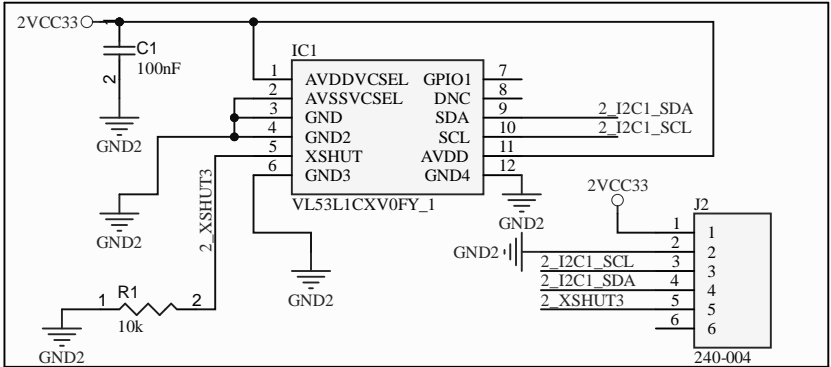 2VCC33
1
C1
2
100nF
GND2
IC1
1 AVDDVCSEL GPIO1 7
2 AVSSVCSEL DNC 8
3 GND SDA 9 2_I2C1_SDA
4 GND2 SCL 10 2_I2C1_SCL
5 XSHUT AVDD 11
6 GND3 GND4 12
VL53L1CXV0FY_1
GND2
2_XSHUT3
GND2
GND2
1 R1 2
10k
GND2
2VCC33
J2
1 1
GND2 2 2
2_I2C1_SCL 3 3
2_I2C1_SDA 4 4
2_XSHUT3 5 5
6 6
240-004